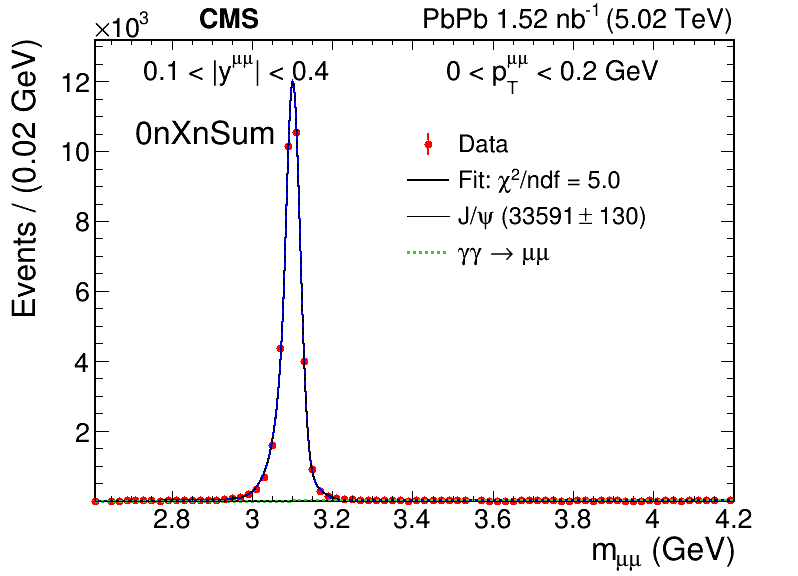 ×10³ CMS PbPb 1.52 nb⁻¹ (5.02 TeV)
0.1 < |y^μμ| < 0.4 0 < p_T^μμ < 0.2 GeV
0nXnSum
Data
Fit: χ²/ndf = 5.0
J/ψ (33591 ± 130)
γγ → μμ
Events / (0.02 GeV)
12
10
8
6
4
2
2.8 3 3.2 3.4 3.6 3.8 4 4.2
m_μμ (GeV)